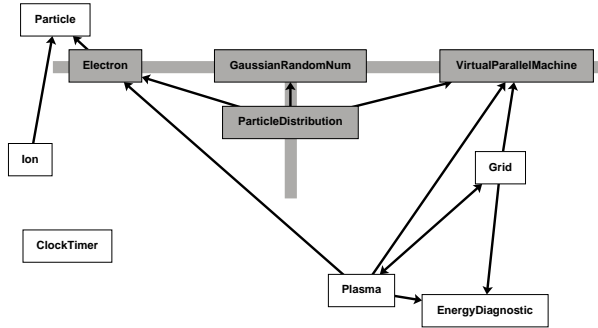 Particle
Electron
GaussianRandomNum
VirtualParallelMachine
ParticleDistribution
Ion
Grid
ClockTimer
Plasma
EnergyDiagnostic